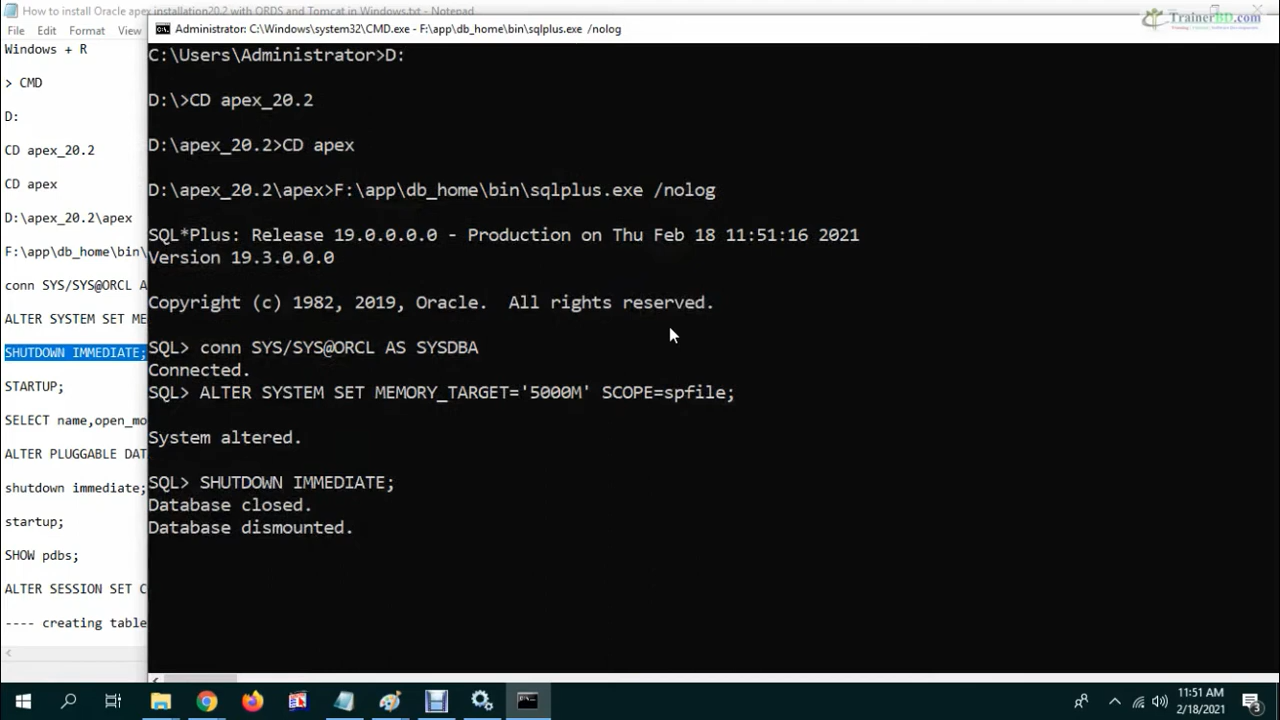 How to install Oracle apex installation20.2 with ORDS and Tomcat in Windows.txt - Notepad
File Edit Format View
Windows + R
> CMD
D:
CD apex_20.2
CD apex
D:\apex_20.2\apex
F:\app\db_home\bin\
conn SYS/SYS@ORCL A
ALTER SYSTEM SET ME
SHUTDOWN IMMEDIATE;
STARTUP;
SELECT name,open_mo
ALTER PLUGGABLE DAT
shutdown immediate;
startup;
SHOW pdbs;
ALTER SESSION SET C
---- creating table
TrainerBD.com
Administrator: C:\Windows\system32\CMD.exe - F:\app\db_home\bin\sqlplus.exe /nolog
C:\Users\Administrator>D:
D:\>CD apex_20.2
D:\apex_20.2>CD apex
D:\apex_20.2\apex>F:\app\db_home\bin\sqlplus.exe /nolog
SQL*Plus: Release 19.0.0.0.0 - Production on Thu Feb 18 11:51:16 2021
Version 19.3.0.0.0
Copyright (c) 1982, 2019, Oracle.  All rights reserved.
SQL> conn SYS/SYS@ORCL AS SYSDBA
Connected.
SQL> ALTER SYSTEM SET MEMORY_TARGET='5000M' SCOPE=spfile;
System altered.
SQL> SHUTDOWN IMMEDIATE;
Database closed.
Database dismounted.
11:51 AM
2/18/2021
3